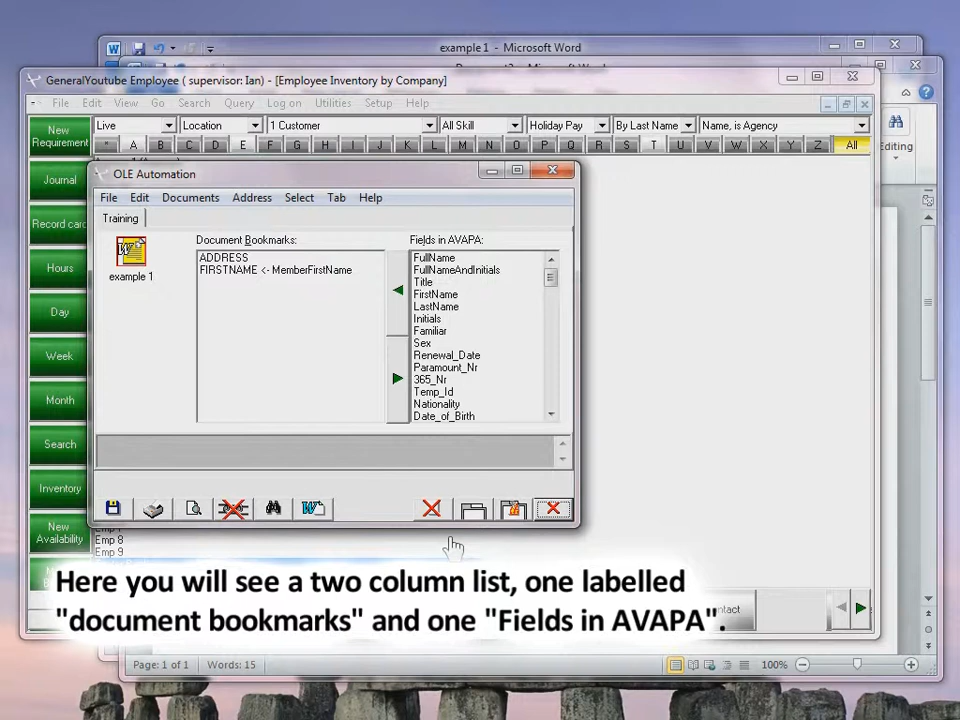 example 1 - Microsoft Word
GeneralYoutube Employee ( supervisor: Ian) - [Employee Inventory by Company]
File Edit View Go Search Query Log on Utilities Setup Help
New Requirement
Live Location 1 Customer All Skill Holiday Pay By Last Name Name, is Agency
* A B C D E F G H I J K L M N O P Q R S T U V W X Y Z All
Editing
OLE Automation
File Edit Documents Address Select Tab Help
Training
example 1
Document Bookmarks:
ADDRESS
FIRSTNAME <- MemberFirstName
Fields in AVAPA:
FullName
FullNameAndInitials
Title
FirstName
LastName
Initials
Familiar
Sex
Renewal_Date
Paramount_Nr
365_Nr
Temp_Id
Nationality
Date_of_Birth
Journal
Record card
Hours
Day
Week
Month
Search
Inventory
New
Availability
Emp 8
Emp 9
Here you will see a two column list, one labelled
"document bookmarks" and one "Fields in AVAPA".
Page: 1 of 1 Words: 15 100%